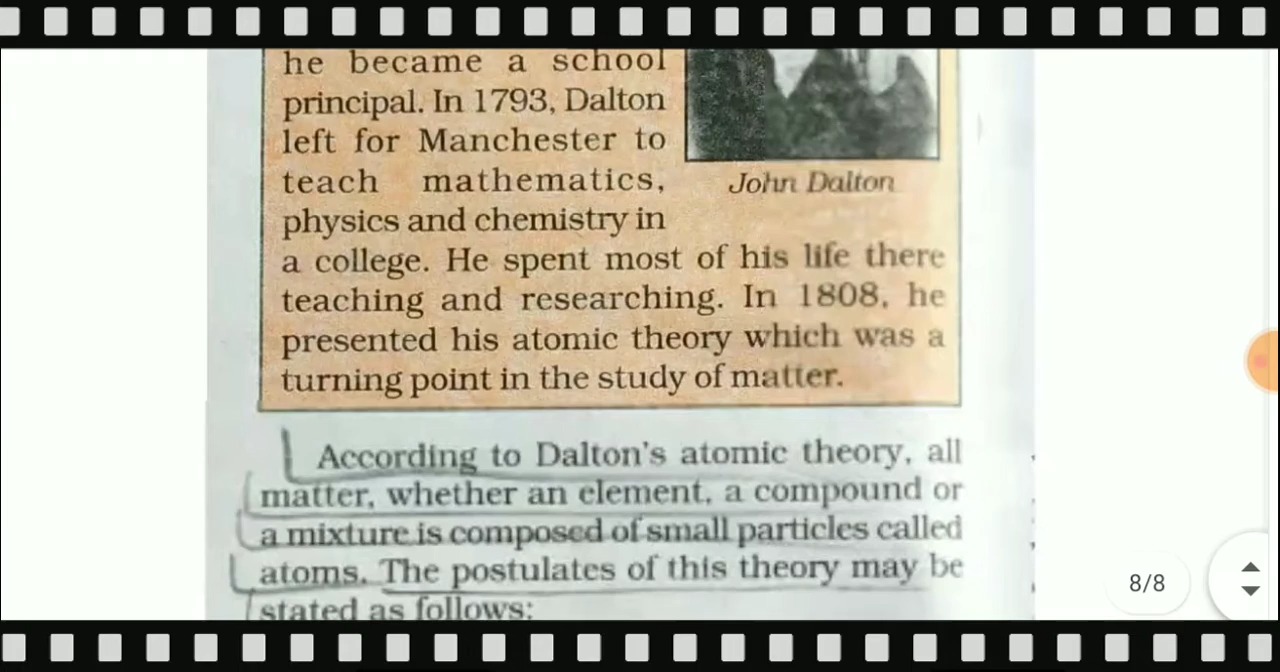 he became a school
principal. In 1793, Dalton
left for Manchester to
teach mathematics,
physics and chemistry in
a college. He spent most of his life there
teaching and researching. In 1808, he
presented his atomic theory which was a
turning point in the study of matter.
John Dalton
According to Dalton's atomic theory, all
matter, whether an element, a compound or
a mixture is composed of small particles called
atoms. The postulates of this theory may be
stated as follows:
8/8